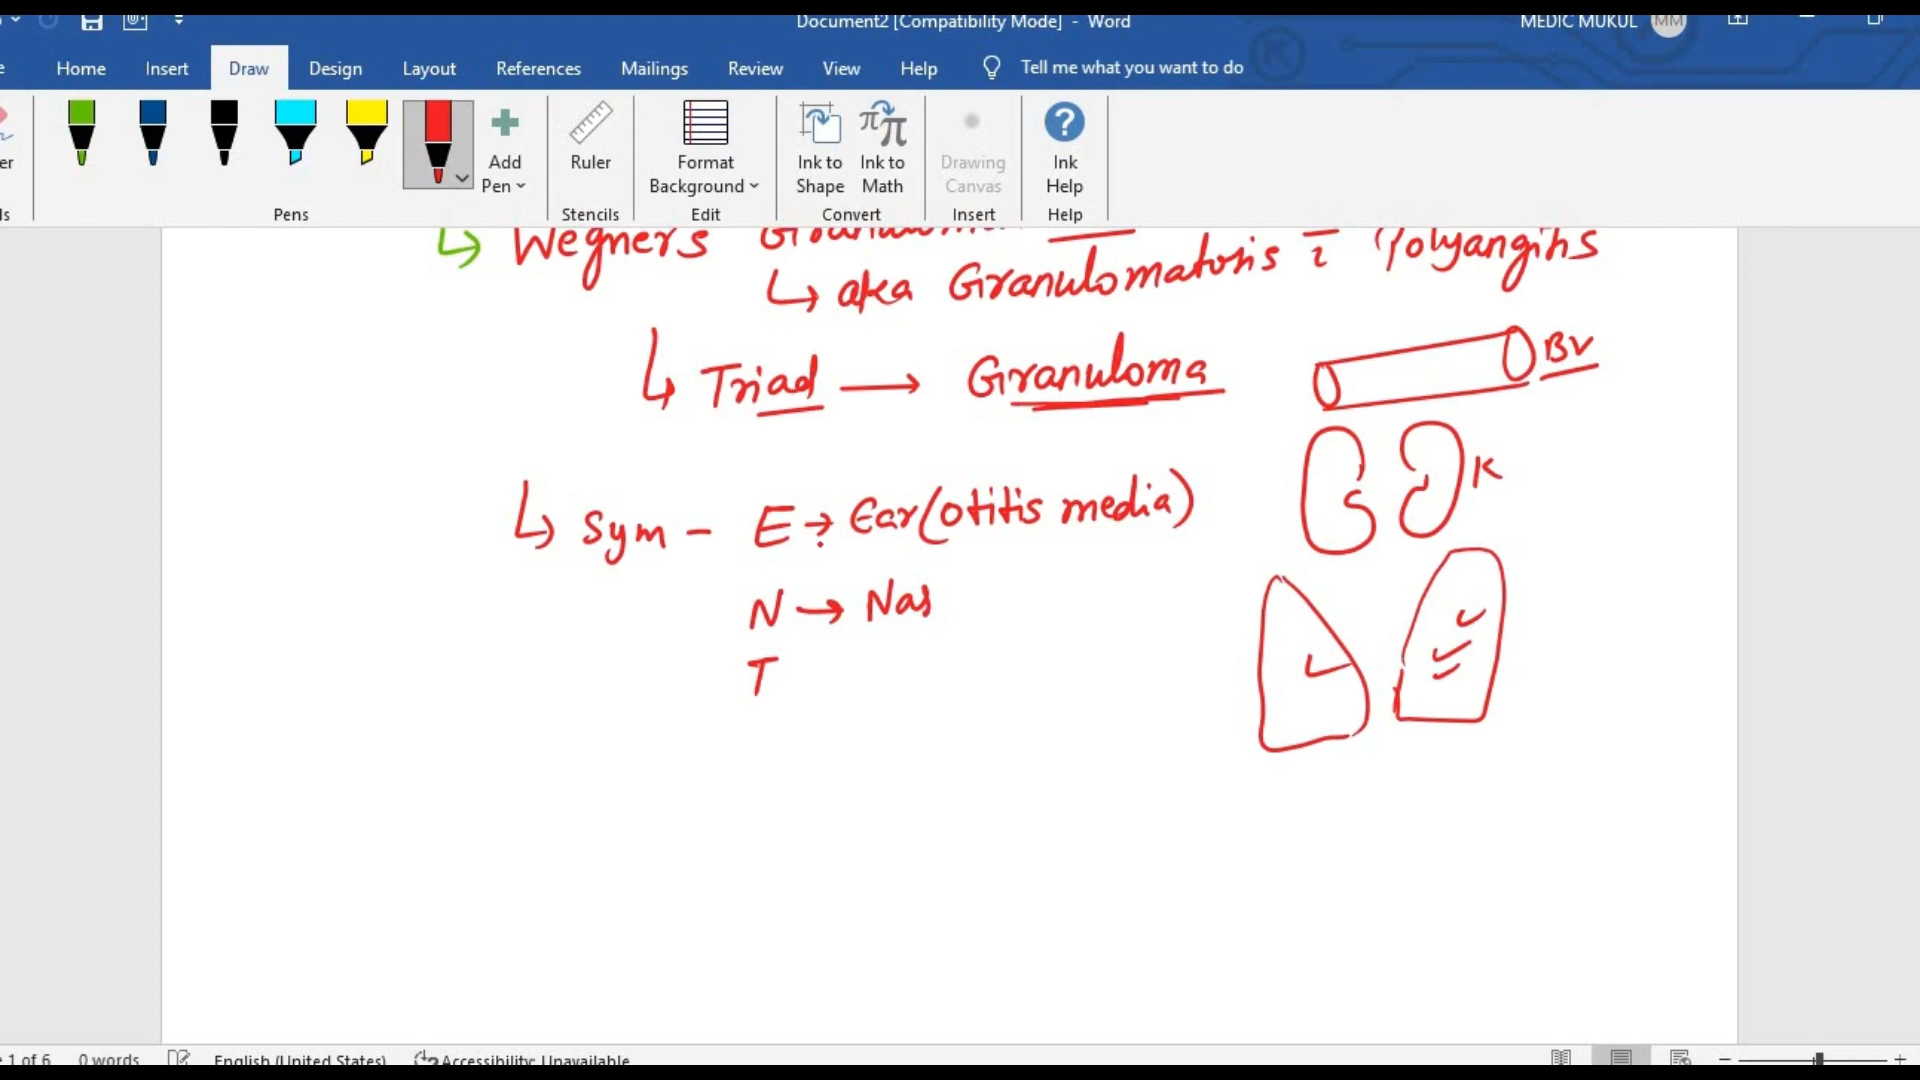 Document2 [Compatibility Mode] - Word
MEDIC MUKUL MM
Home Insert Draw Design Layout References Mailings Review View Help Tell me what you want to do
Add Pen
Ruler
Format Background
Ink to Shape
Ink to Math
Drawing Canvas
Ink Help
Pens Stencils Edit Convert Insert Help
↳ Wegners
↳ aka Granulomatosis c̄ Polyangitis
↳ Triad → Granuloma
BV
K
↳ Sym - E → Ear (otitis media)
N → Nas
T
L
1 of 6 0 words English (United States) Accessibility: Unavailable